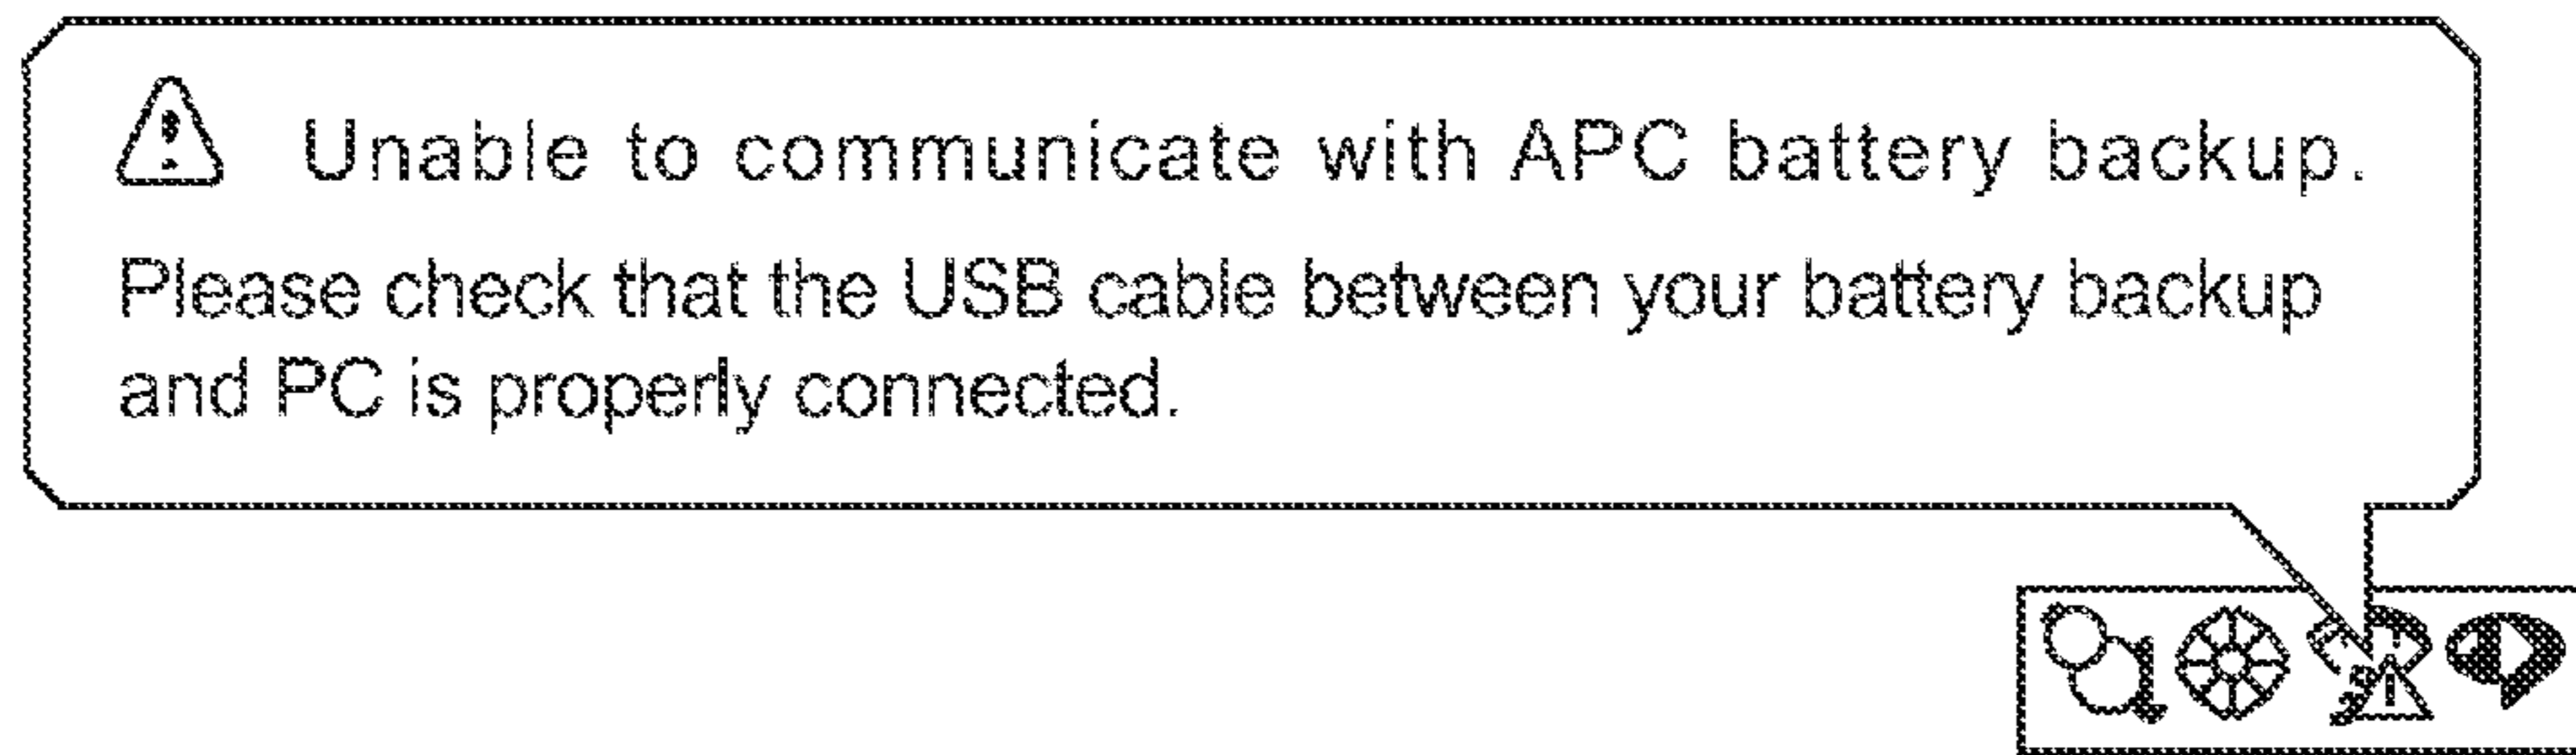 Unable to communicate with APC battery backup.
Please check that the USB cable between your battery backup
and PC is properly connected.